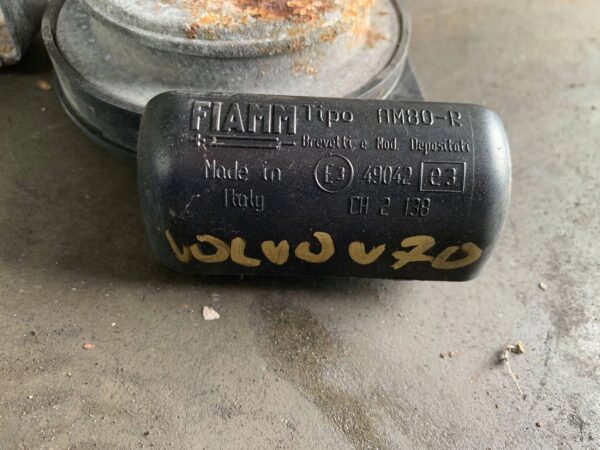 FIAMM Tipo AM80-R
Brevetti, e Mod. Depositati
Made in Italy
E3 49042 e3
CH 2 138
VOLVO V70